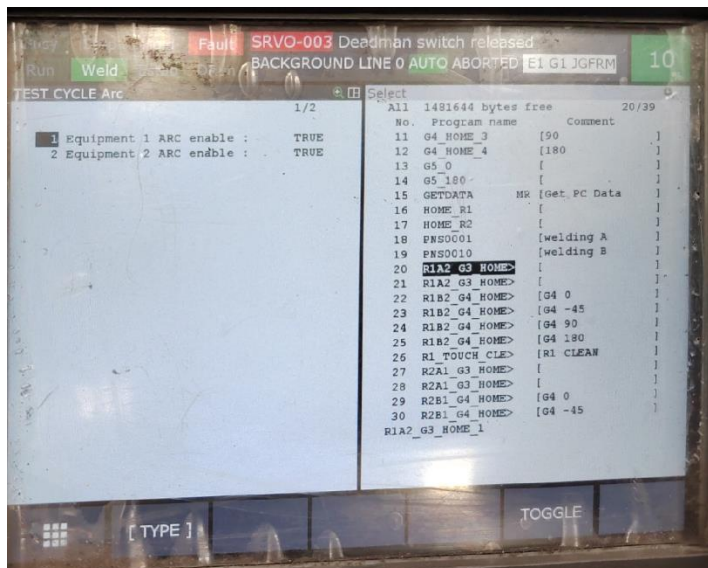 Fault
SRVO-003 Deadman switch released
Run Weld
BACKGROUND LINE 0 AUTO ABORTED E1 G1 JGFRM
10
TEST CYCLE Arc
1/2
1 Equipment 1 ARC enable : TRUE
2 Equipment 2 ARC enable : TRUE
Select
All 1481644 bytes free 20/39
No. Program name Comment
11 G4_HOME_3 [90 ]
12 G4_HOME_4 [180 ]
13 G5_0 [ ]
14 G5_180 [ ]
15 GETDATA MR [Get PC Data ]
16 HOME_R1 [ ]
17 HOME_R2 [ ]
18 PNS0001 [welding A ]
19 PNS0010 [welding B ]
20 R1A2_G3_HOME> [ ]
21 R1A2_G3_HOME> [ ]
22 R1B2_G4_HOME> [G4 0 ]
23 R1B2_G4_HOME> [G4 -45 ]
24 R1B2_G4_HOME> [G4 90 ]
25 R1B2_G4_HOME> [G4 180 ]
26 R1_TOUCH_CLE> [R1 CLEAN ]
27 R2A1_G3_HOME> [ ]
28 R2A1_G3_HOME> [ ]
29 R2B1_G4_HOME> [G4 0 ]
30 R2B1_G4_HOME> [G4 -45 ]
R1A2_G3_HOME_1
[ TYPE ]
TOGGLE